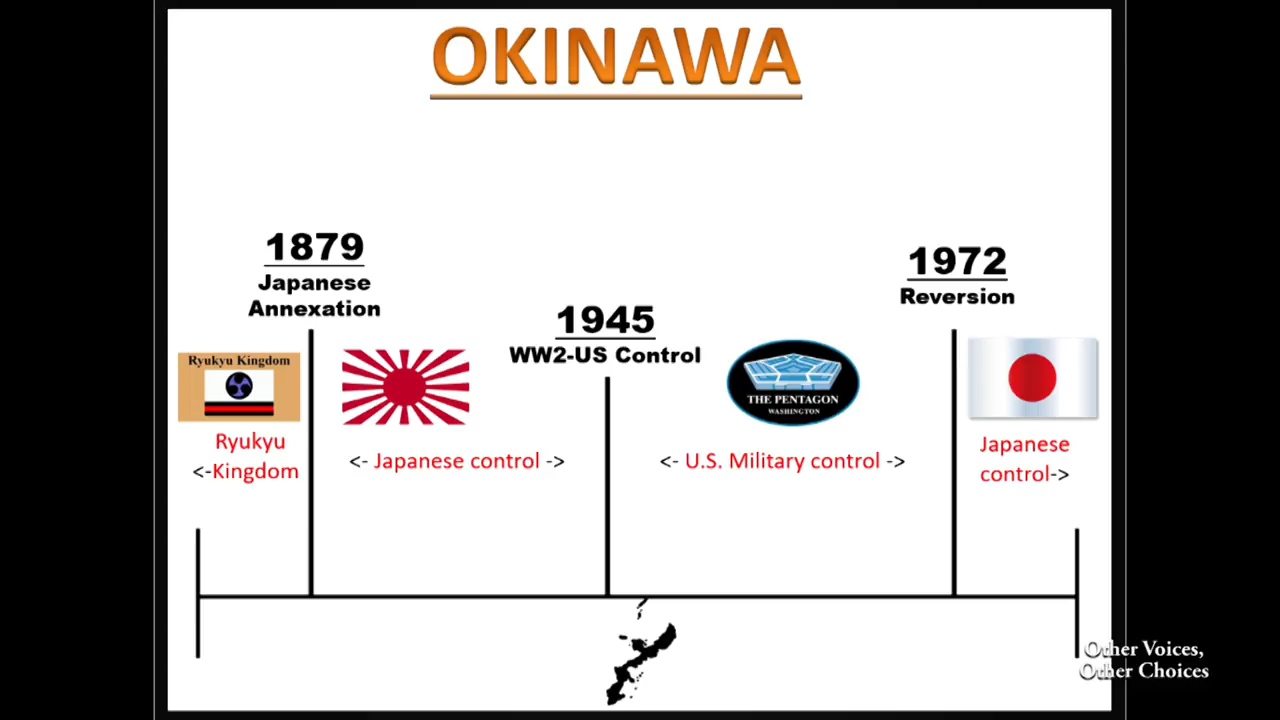 OKINAWA
1879
Japanese
Annexation
1972
Reversion
1945
WW2-US Control
Ryukyu Kingdom
THE PENTAGON
WASHINGTON
Ryukyu
<-Kingdom
<- Japanese control ->
<- U.S. Military control ->
Japanese
control->
Other Voices,
Other Choices